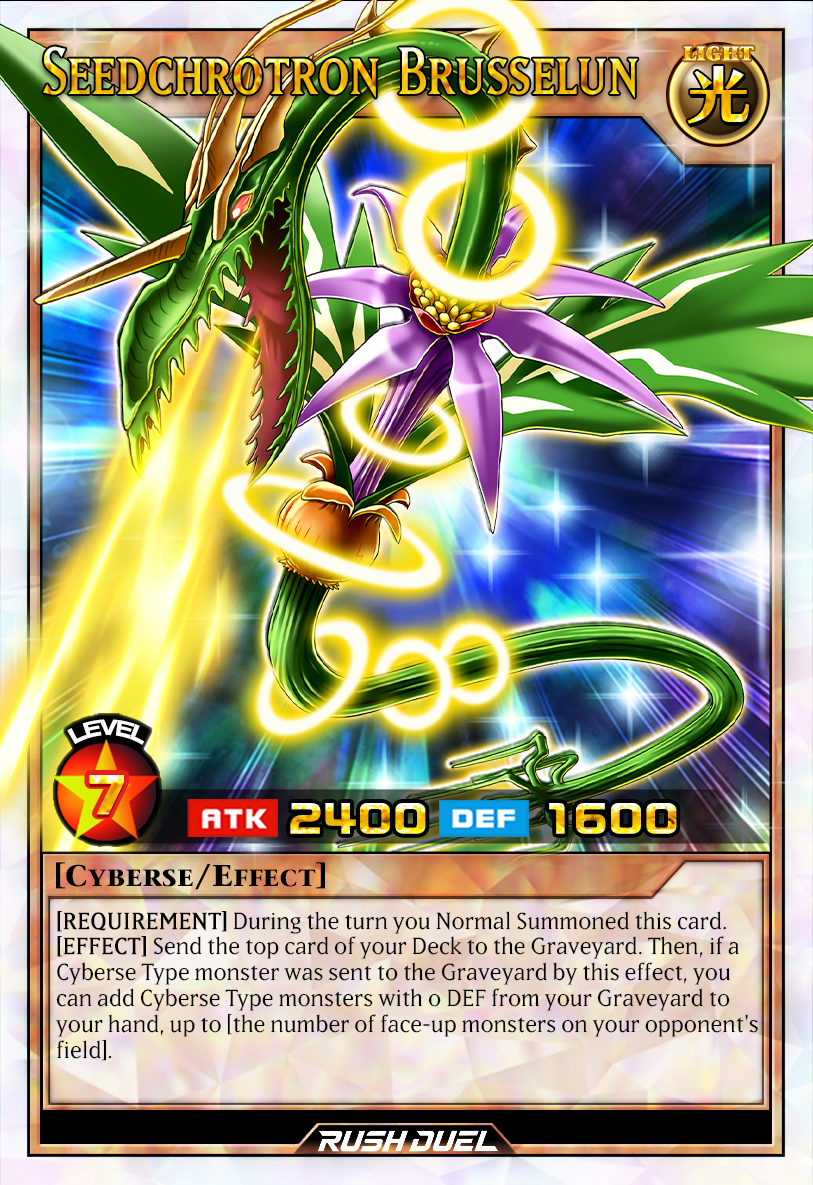 Seedchrotron Brusselun
LIGHT
光
LEVEL
7
ATK 2400 DEF 1600
[Cyberse/Effect]
[REQUIREMENT] During the turn you Normal Summoned this card.
[EFFECT] Send the top card of your Deck to the Graveyard. Then, if a
Cyberse Type monster was sent to the Graveyard by this effect, you
can add Cyberse Type monsters with 0 DEF from your Graveyard to
your hand, up to [the number of face-up monsters on your opponent's
field].
RUSH DUEL